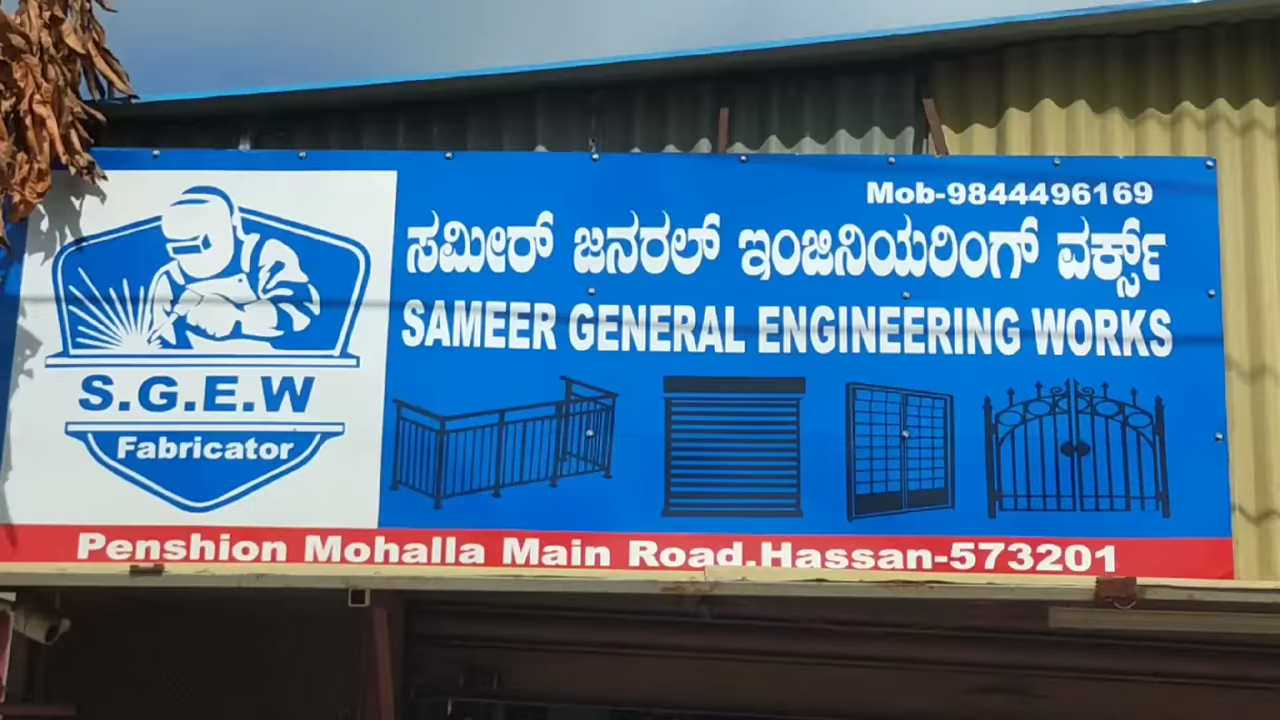 Mob-9844496169
ಸಮೀರ್ ಜನರಲ್ ಇಂಜಿನಿಯರಿಂಗ್ ವರ್ಕ್ಸ್
SAMEER GENERAL ENGINEERING WORKS
S.G.E.W
Fabricator
Penshion Mohalla Main Road.Hassan-573201